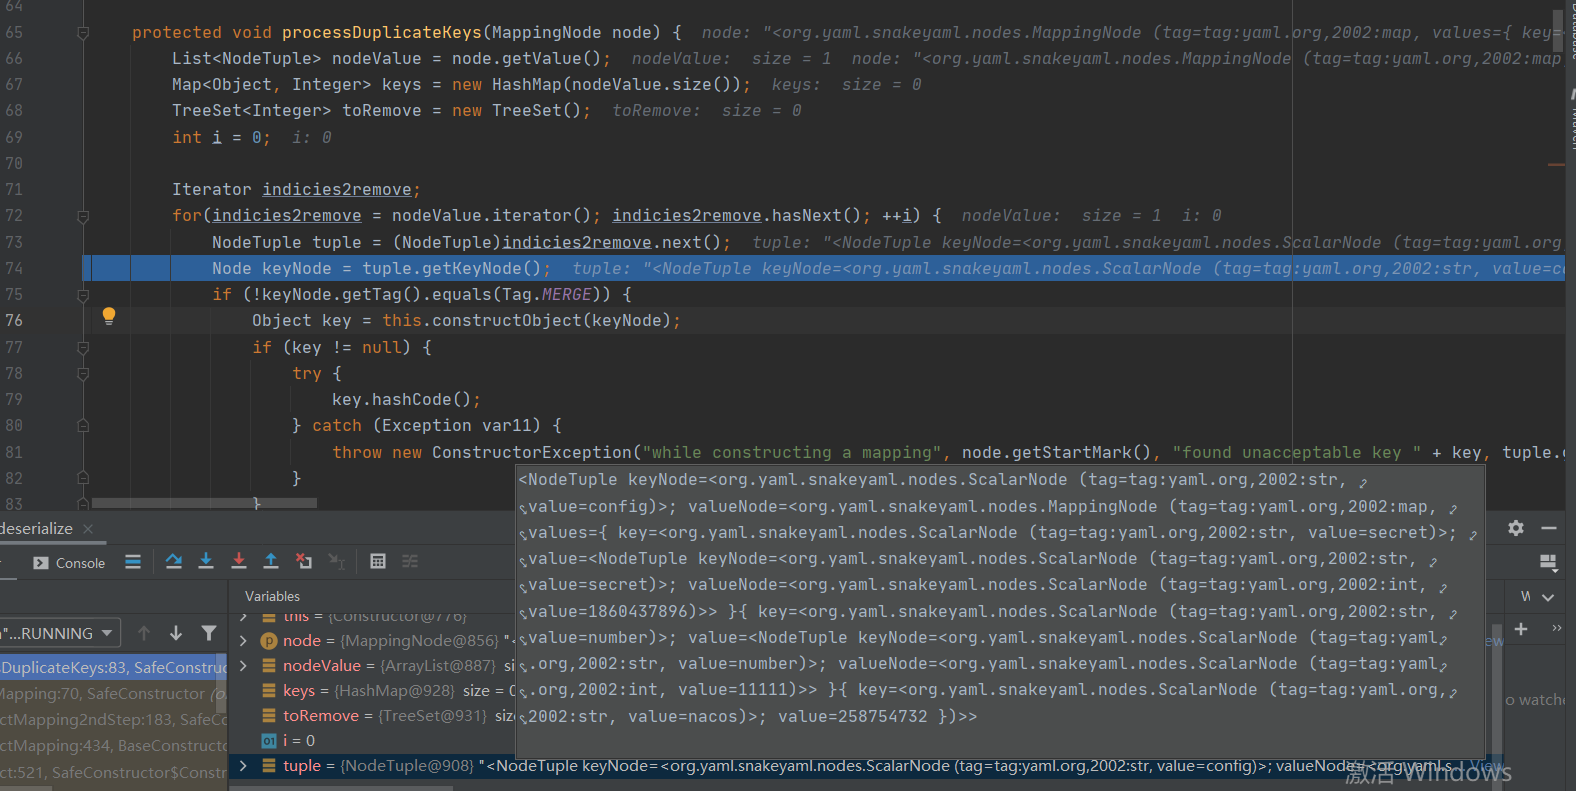 64
65 protected void processDuplicateKeys(MappingNode node) { node: "<org.yaml.snakeyaml.nodes.MappingNode (tag=tag:yaml.org,2002:map, values={ key=
66 List<NodeTuple> nodeValue = node.getValue(); nodeValue: size = 1 node: "<org.yaml.snakeyaml.nodes.MappingNode (tag=tag:yaml.org,2002:map
67 Map<Object, Integer> keys = new HashMap(nodeValue.size()); keys: size = 0
68 TreeSet<Integer> toRemove = new TreeSet(); toRemove: size = 0
69 int i = 0; i: 0
70
71 Iterator indicies2remove;
72 for(indicies2remove = nodeValue.iterator(); indicies2remove.hasNext(); ++i) { nodeValue: size = 1 i: 0
73 NodeTuple tuple = (NodeTuple)indicies2remove.next(); tuple: "<NodeTuple keyNode=<org.yaml.snakeyaml.nodes.ScalarNode (tag=tag:yaml.org,
74 Node keyNode = tuple.getKeyNode(); tuple: "<NodeTuple keyNode=<org.yaml.snakeyaml.nodes.ScalarNode (tag=tag:yaml.org,2002:str, value=co
75 if (!keyNode.getTag().equals(Tag.MERGE)) {
76 Object key = this.constructObject(keyNode);
77 if (key != null) {
78 try {
79 key.hashCode();
80 } catch (Exception var11) {
81 throw new ConstructorException("while constructing a mapping", node.getStartMark(), "found unacceptable key " + key, tuple.g
82 }
83 }
<NodeTuple keyNode=<org.yaml.snakeyaml.nodes.ScalarNode (tag=tag:yaml.org,2002:str,
value=config)>; valueNode=<org.yaml.snakeyaml.nodes.MappingNode (tag=tag:yaml.org,2002:map,
values={ key=<org.yaml.snakeyaml.nodes.ScalarNode (tag=tag:yaml.org,2002:str, value=secret)>;
value=<NodeTuple keyNode=<org.yaml.snakeyaml.nodes.ScalarNode (tag=tag:yaml.org,2002:str,
value=secret)>; valueNode=<org.yaml.snakeyaml.nodes.ScalarNode (tag=tag:yaml.org,2002:int,
value=1860437896)>> }{ key=<org.yaml.snakeyaml.nodes.ScalarNode (tag=tag:yaml.org,2002:str,
value=number)>; value=<NodeTuple keyNode=<org.yaml.snakeyaml.nodes.ScalarNode (tag=tag:yaml
.org,2002:str, value=number)>; valueNode=<org.yaml.snakeyaml.nodes.ScalarNode (tag=tag:yaml
.org,2002:int, value=11111)>> }{ key=<org.yaml.snakeyaml.nodes.ScalarNode (tag=tag:yaml.org,
2002:str, value=nacos)>; value=258754732 })>>
deserialize
Console
Variables
"...RUNNING
DuplicateKeys:83, SafeConstruc
Mapping:70, SafeConstructor (o
ctMapping2ndStep:183, SafeCo
ctMapping:434, BaseConstructo
ct:521, SafeConstructor$Constr
this = {Constructor@776}
node = {MappingNode@856} "<
nodeValue = {ArrayList@887} si
keys = {HashMap@928} size = 0
toRemove = {TreeSet@931} size
i = 0
tuple = {NodeTuple@908} "<NodeTuple keyNode=<org.yaml.snakeyaml.nodes.ScalarNode (tag=tag:yaml.org,2002:str, value=config)>; valueNode=<org.yaml.s... View
o watche
激活 Windows